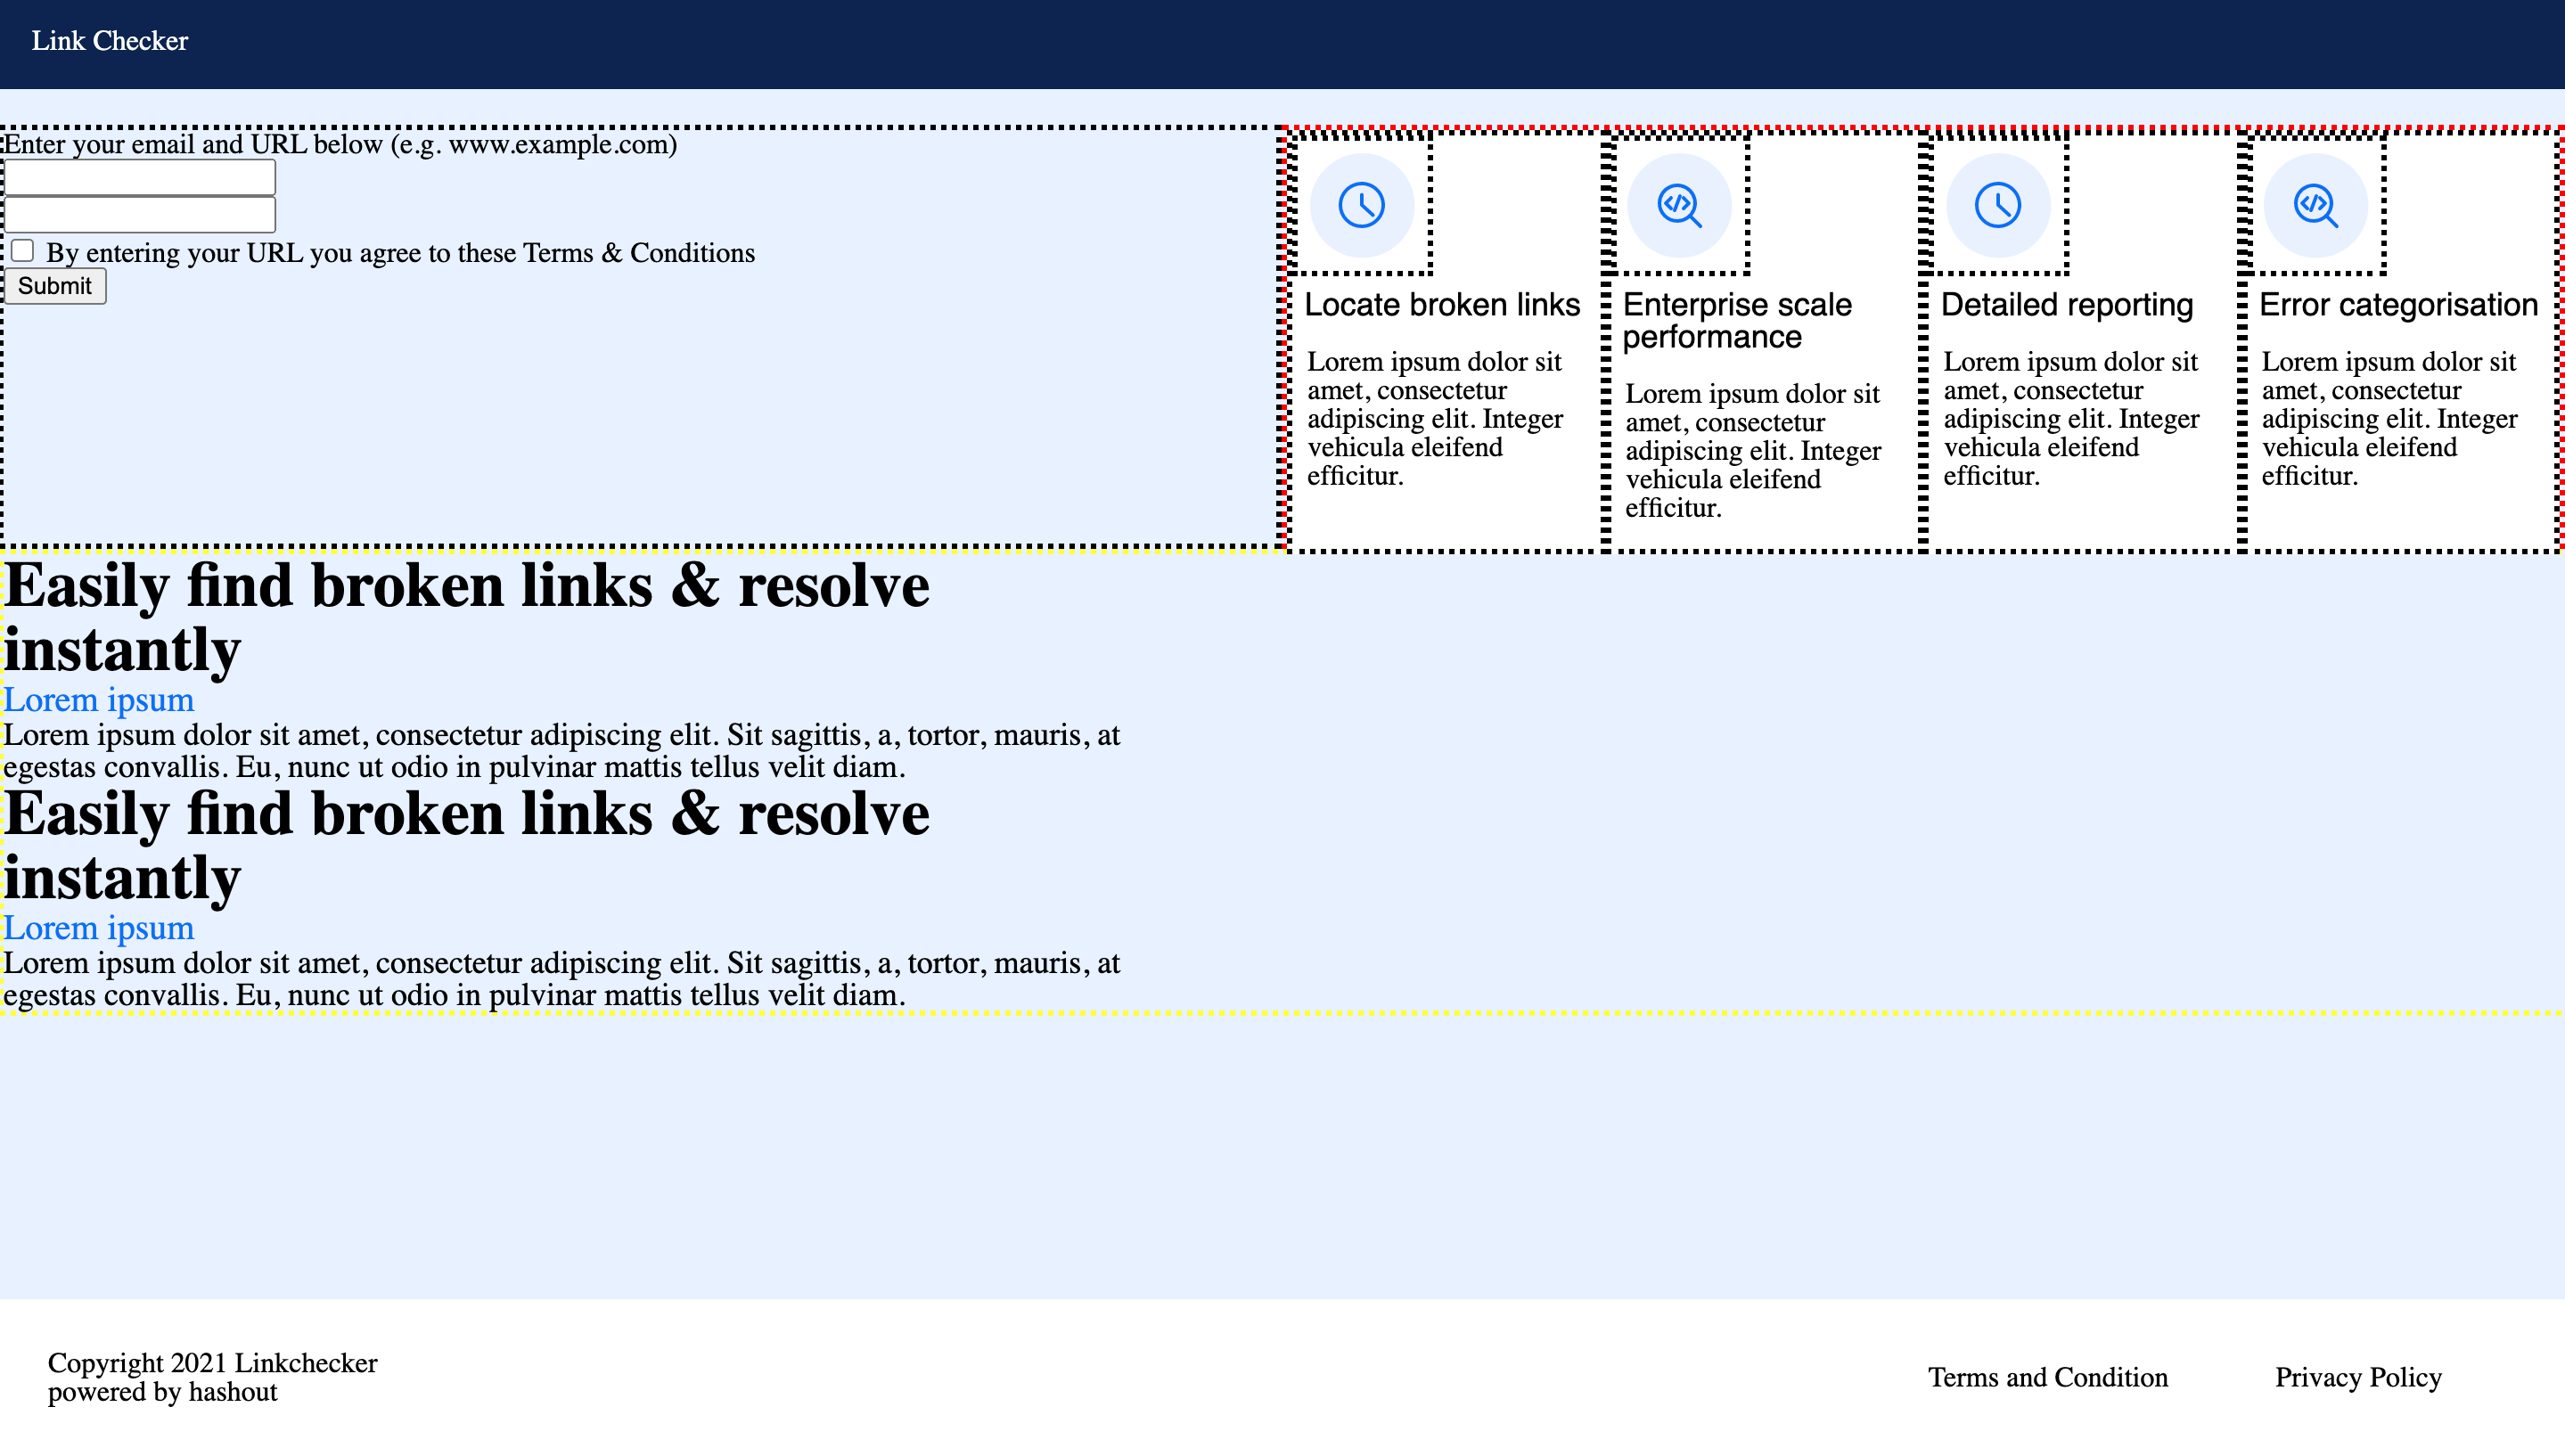 Link Checker
Enter your email and URL below (e.g. www.example.com)
By entering your URL you agree to these Terms & Conditions
Submit
Locate broken links
Lorem ipsum dolor sit
amet, consectetur
adipiscing elit. Integer
vehicula eleifend
efficitur.
Enterprise scale
performance
Lorem ipsum dolor sit
amet, consectetur
adipiscing elit. Integer
vehicula eleifend
efficitur.
Detailed reporting
Lorem ipsum dolor sit
amet, consectetur
adipiscing elit. Integer
vehicula eleifend
efficitur.
Error categorisation
Lorem ipsum dolor sit
amet, consectetur
adipiscing elit. Integer
vehicula eleifend
efficitur.
Easily find broken links & resolve
instantly
Lorem ipsum
Lorem ipsum dolor sit amet, consectetur adipiscing elit. Sit sagittis, a, tortor, mauris, at
egestas convallis. Eu, nunc ut odio in pulvinar mattis tellus velit diam.
Easily find broken links & resolve
instantly
Lorem ipsum
Lorem ipsum dolor sit amet, consectetur adipiscing elit. Sit sagittis, a, tortor, mauris, at
egestas convallis. Eu, nunc ut odio in pulvinar mattis tellus velit diam.
Copyright 2021 Linkchecker
powered by hashout
Terms and Condition
Privacy Policy